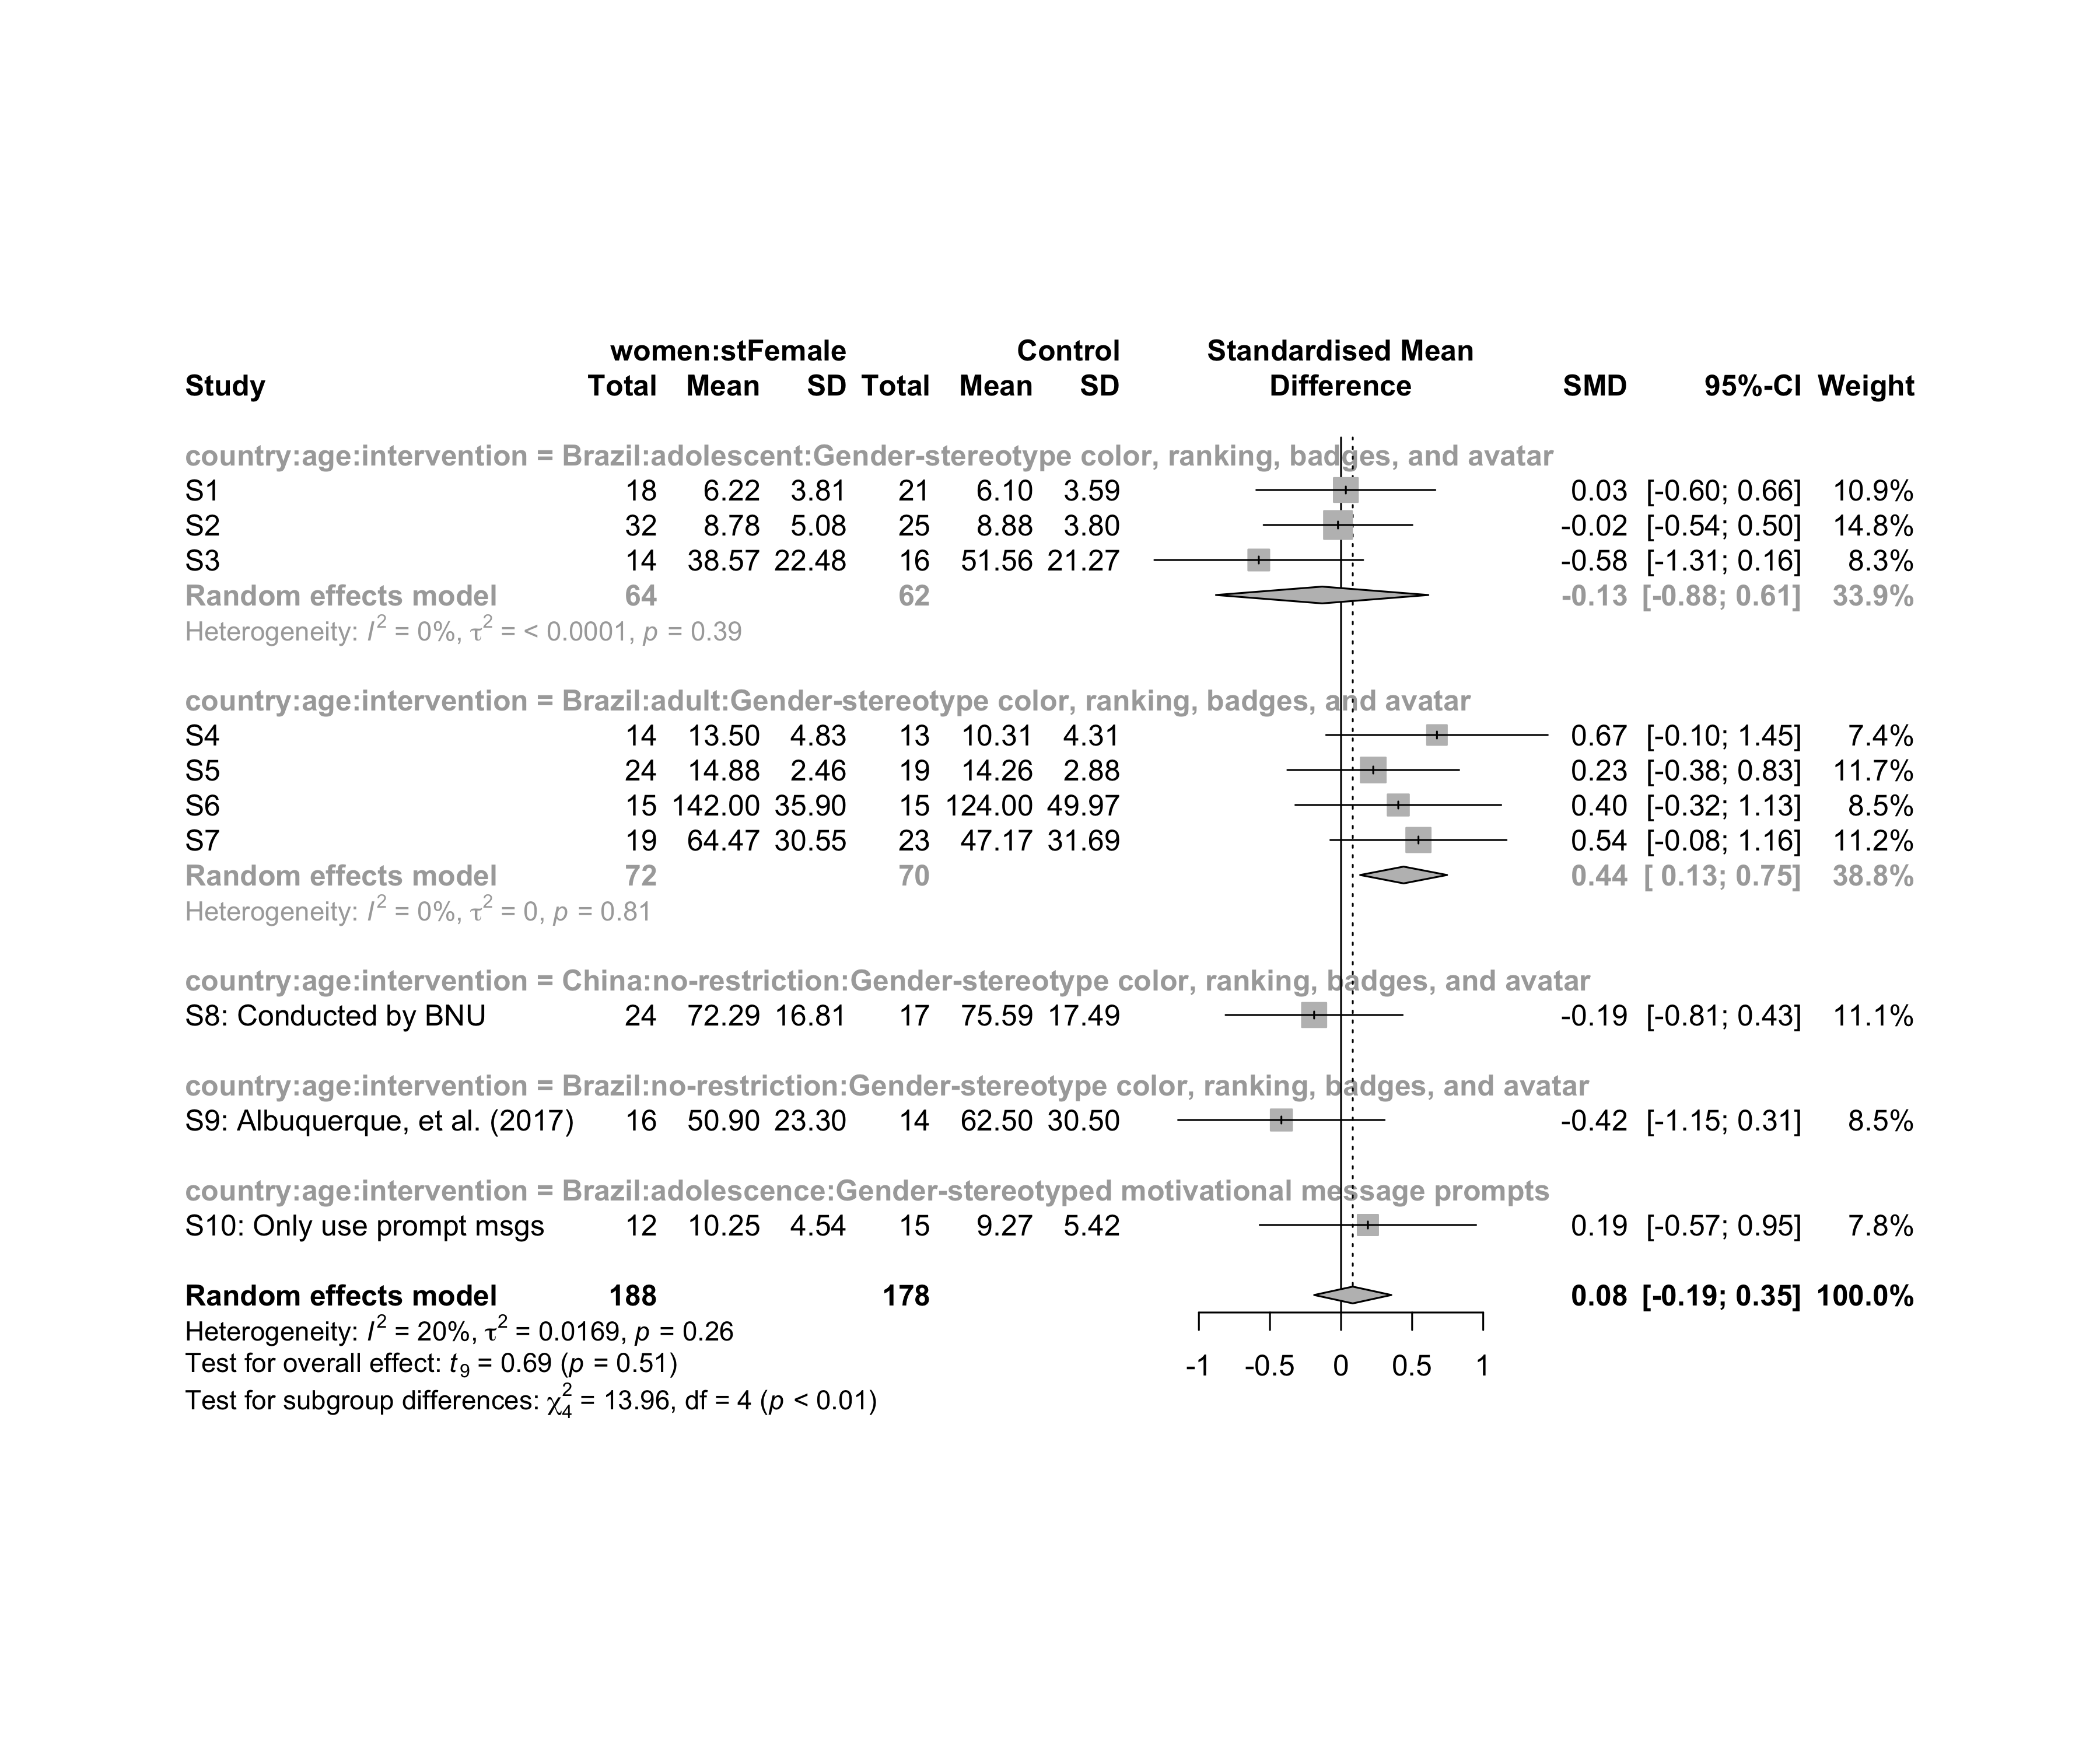 women:stFemale Control Standardised Mean
Study Total Mean SD Total Mean SD Difference SMD 95%-CI Weight
country:age:intervention = Brazil:adolescent:Gender-stereotype color, ranking, badges, and avatar
S1 18 6.22 3.81 21 6.10 3.59 0.03 [-0.60; 0.66] 10.9%
S2 32 8.78 5.08 25 8.88 3.80 -0.02 [-0.54; 0.50] 14.8%
S3 14 38.57 22.48 16 51.56 21.27 -0.58 [-1.31; 0.16] 8.3%
Random effects model 64 62 -0.13 [-0.88; 0.61] 33.9%
Heterogeneity: I² = 0%, τ² = < 0.0001, p = 0.39
country:age:intervention = Brazil:adult:Gender-stereotype color, ranking, badges, and avatar
S4 14 13.50 4.83 13 10.31 4.31 0.67 [-0.10; 1.45] 7.4%
S5 24 14.88 2.46 19 14.26 2.88 0.23 [-0.38; 0.83] 11.7%
S6 15 142.00 35.90 15 124.00 49.97 0.40 [-0.32; 1.13] 8.5%
S7 19 64.47 30.55 23 47.17 31.69 0.54 [-0.08; 1.16] 11.2%
Random effects model 72 70 0.44 [ 0.13; 0.75] 38.8%
Heterogeneity: I² = 0%, τ² = 0, p = 0.81
country:age:intervention = China:no-restriction:Gender-stereotype color, ranking, badges, and avatar
S8: Conducted by BNU 24 72.29 16.81 17 75.59 17.49 -0.19 [-0.81; 0.43] 11.1%
country:age:intervention = Brazil:no-restriction:Gender-stereotype color, ranking, badges, and avatar
S9: Albuquerque, et al. (2017) 16 50.90 23.30 14 62.50 30.50 -0.42 [-1.15; 0.31] 8.5%
country:age:intervention = Brazil:adolescence:Gender-stereotyped motivational message prompts
S10: Only use prompt msgs 12 10.25 4.54 15 9.27 5.42 0.19 [-0.57; 0.95] 7.8%
Random effects model 188 178 0.08 [-0.19; 0.35] 100.0%
Heterogeneity: I² = 20%, τ² = 0.0169, p = 0.26
Test for overall effect: t₉ = 0.69 (p = 0.51)
-1 -0.5 0 0.5 1
Test for subgroup differences: χ²₄ = 13.96, df = 4 (p < 0.01)